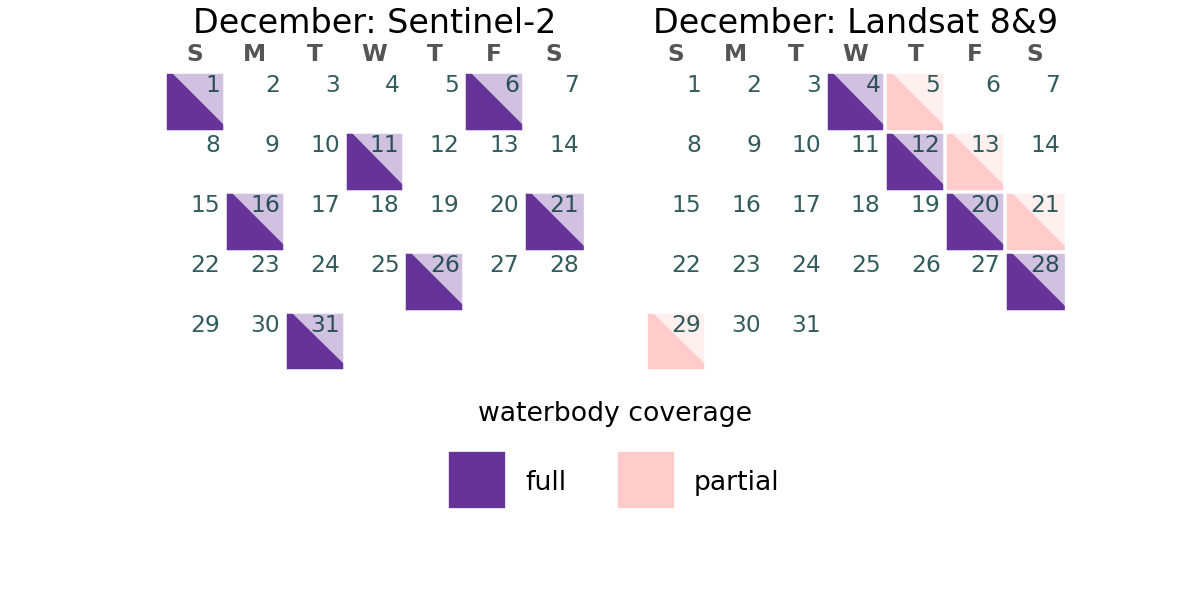 December: Sentinel-2
S M T W T F S
1 2 3 4 5 6 7
8 9 10 11 12 13 14
15 16 17 18 19 20 21
22 23 24 25 26 27 28
29 30 31
December: Landsat 8&9
S M T W T F S
1 2 3 4 5 6 7
8 9 10 11 12 13 14
15 16 17 18 19 20 21
22 23 24 25 26 27 28
29 30 31
waterbody coverage
full partial